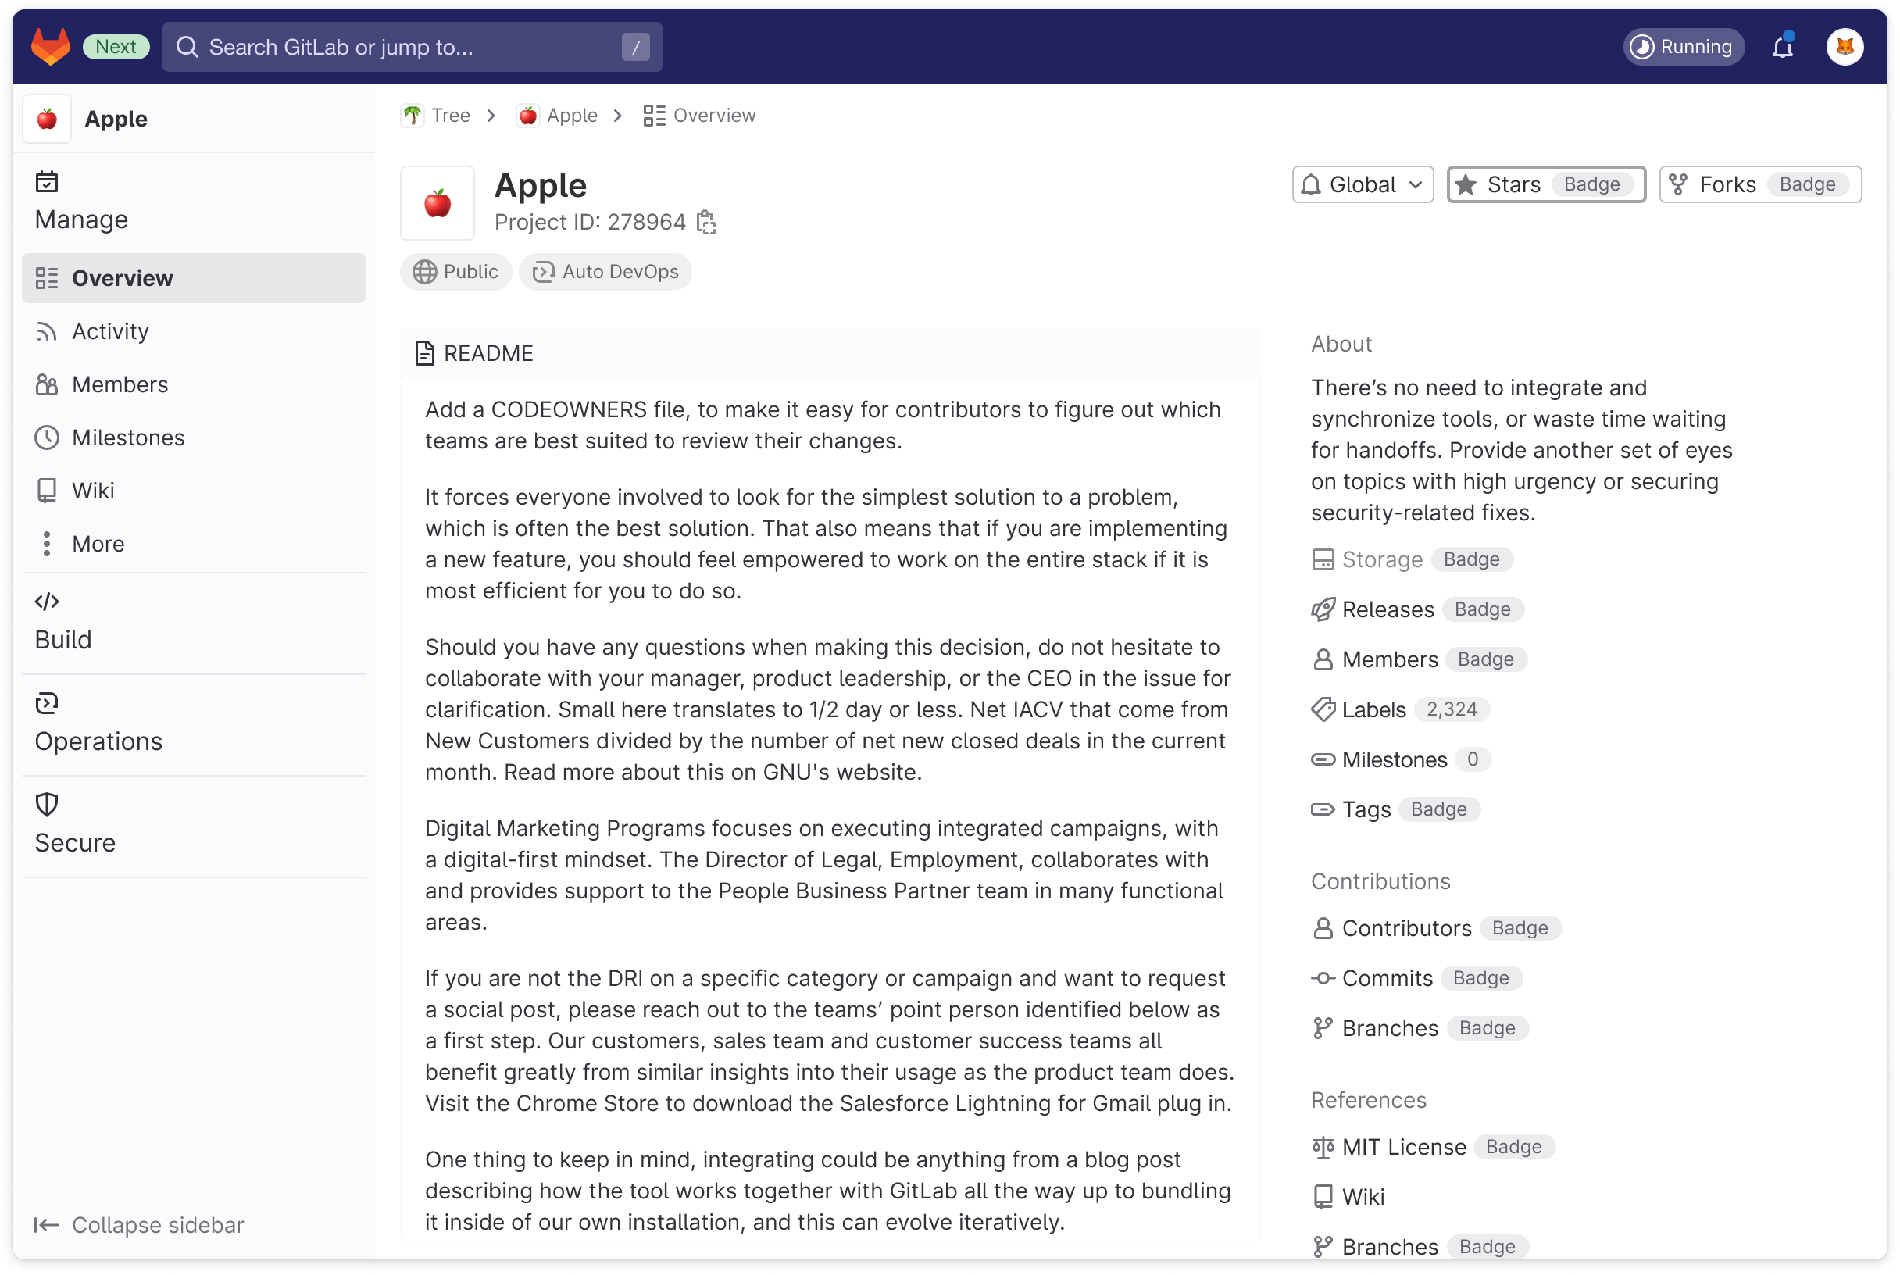 Next
Search GitLab or jump to...
/
Running
Apple
Manage
Overview
Activity
Members
Milestones
Wiki
More
Build
Operations
Secure
Collapse sidebar
Tree
Apple
Overview
Apple
Project ID: 278964
Public
Auto DevOps
Global
Stars Badge
Forks Badge
README
Add a CODEOWNERS file, to make it easy for contributors to figure out which
teams are best suited to review their changes.
It forces everyone involved to look for the simplest solution to a problem,
which is often the best solution. That also means that if you are implementing
a new feature, you should feel empowered to work on the entire stack if it is
most efficient for you to do so.
Should you have any questions when making this decision, do not hesitate to
collaborate with your manager, product leadership, or the CEO in the issue for
clarification. Small here translates to 1/2 day or less. Net IACV that come from
New Customers divided by the number of net new closed deals in the current
month. Read more about this on GNU's website.
Digital Marketing Programs focuses on executing integrated campaigns, with
a digital-first mindset. The Director of Legal, Employment, collaborates with
and provides support to the People Business Partner team in many functional
areas.
If you are not the DRI on a specific category or campaign and want to request
a social post, please reach out to the teams’ point person identified below as
a first step. Our customers, sales team and customer success teams all
benefit greatly from similar insights into their usage as the product team does.
Visit the Chrome Store to download the Salesforce Lightning for Gmail plug in.
One thing to keep in mind, integrating could be anything from a blog post
describing how the tool works together with GitLab all the way up to bundling
it inside of our own installation, and this can evolve iteratively.
About
There’s no need to integrate and
synchronize tools, or waste time waiting
for handoffs. Provide another set of eyes
on topics with high urgency or securing
security-related fixes.
Storage Badge
Releases Badge
Members Badge
Labels 2,324
Milestones 0
Tags Badge
Contributions
Contributors Badge
Commits Badge
Branches Badge
References
MIT License Badge
Wiki
Branches Badge